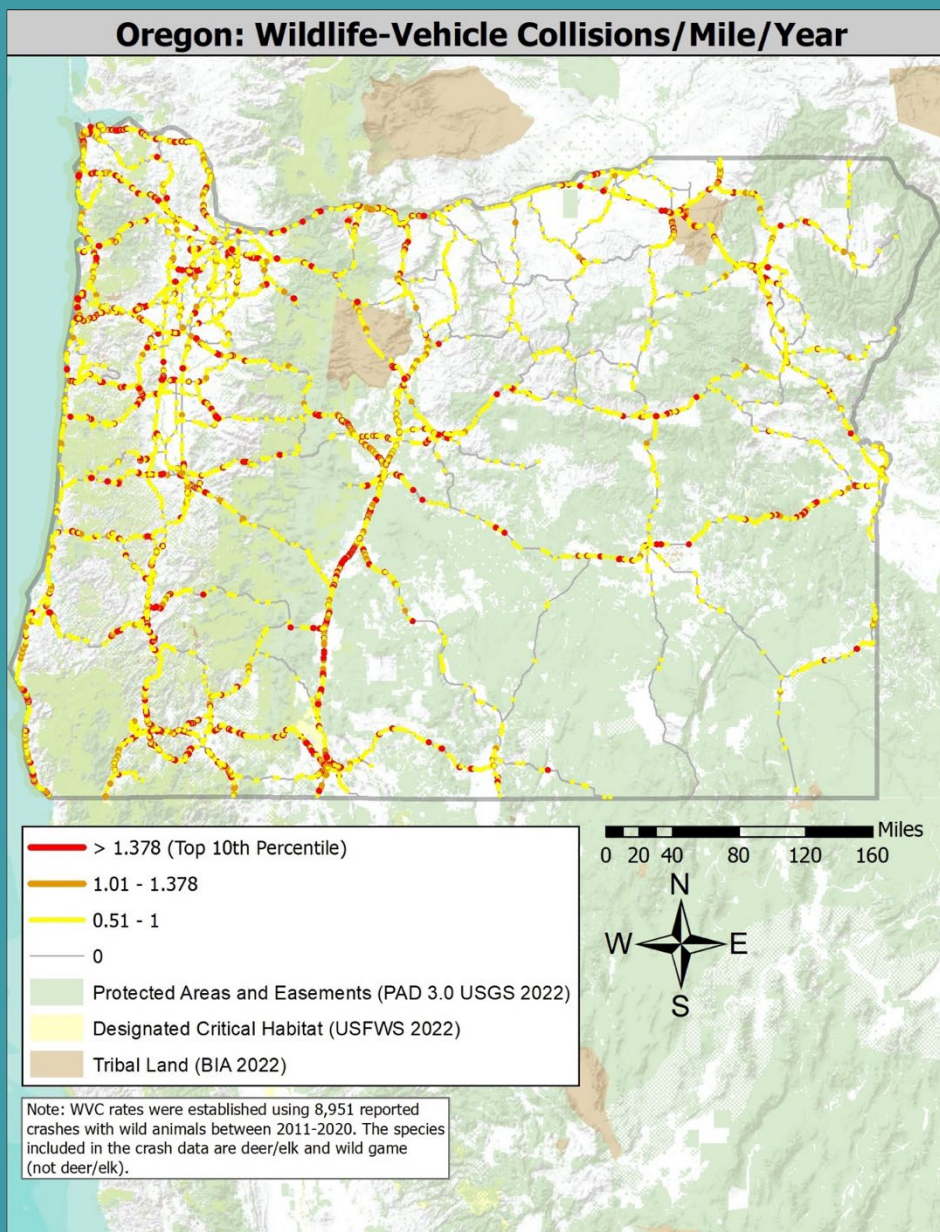 Oregon: Wildlife-Vehicle Collisions/Mile/Year
> 1.378 (Top 10th Percentile)
1.01 - 1.378
0.51 - 1
0
Protected Areas and Easements (PAD 3.0 USGS 2022)
Designated Critical Habitat (USFWS 2022)
Tribal Land (BIA 2022)
Miles
0 20 40 80 120 160
N
W E
S
Note: WVC rates were established using 8,951 reported
crashes with wild animals between 2011-2020. The species
included in the crash data are deer/elk and wild game
(not deer/elk).